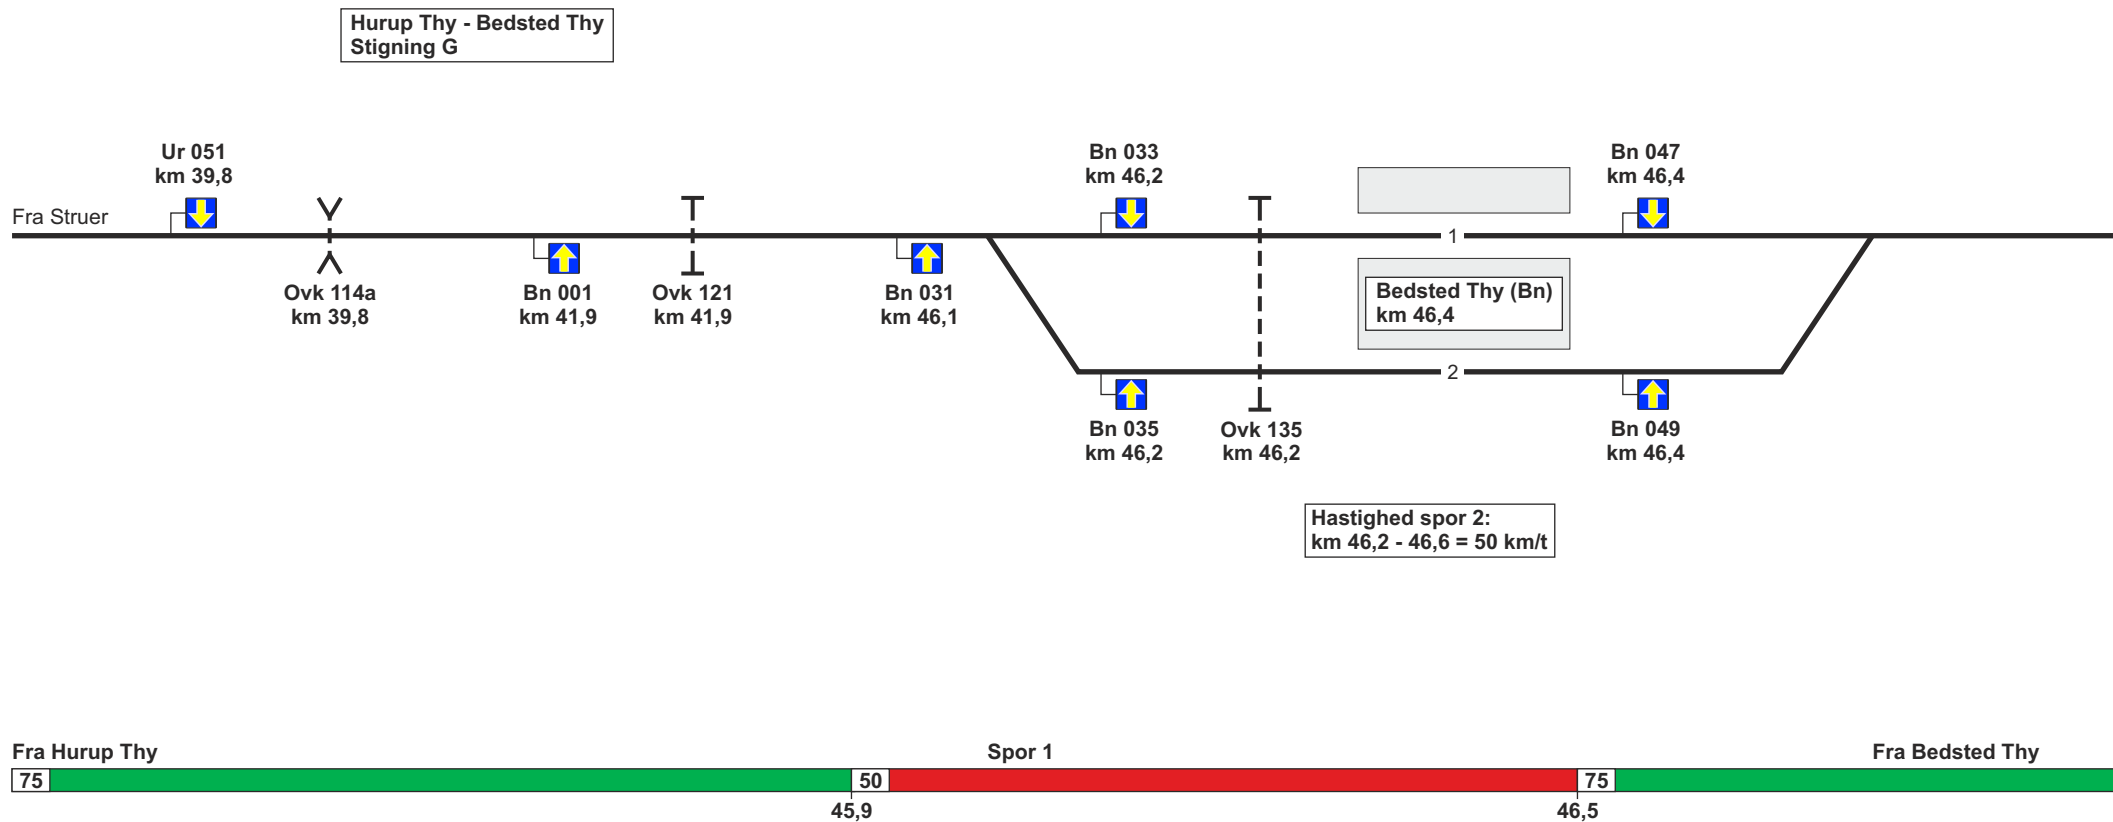 Hurup Thy - Bedsted Thy
Stigning G
Ur 051
km 39,8
Bn 033
km 46,2
Bn 047
km 46,4
Fra Struer
1
Ovk 114a
km 39,8
Bn 001
km 41,9
Ovk 121
km 41,9
Bn 031
km 46,1
Bedsted Thy (Bn)
km 46,4
2
Bn 035
km 46,2
Ovk 135
km 46,2
Bn 049
km 46,4
Hastighed spor 2:
km 46,2 - 46,6 = 50 km/t
Fra Hurup Thy
Spor 1
Fra Bedsted Thy
75
50
75
45,9
46,5